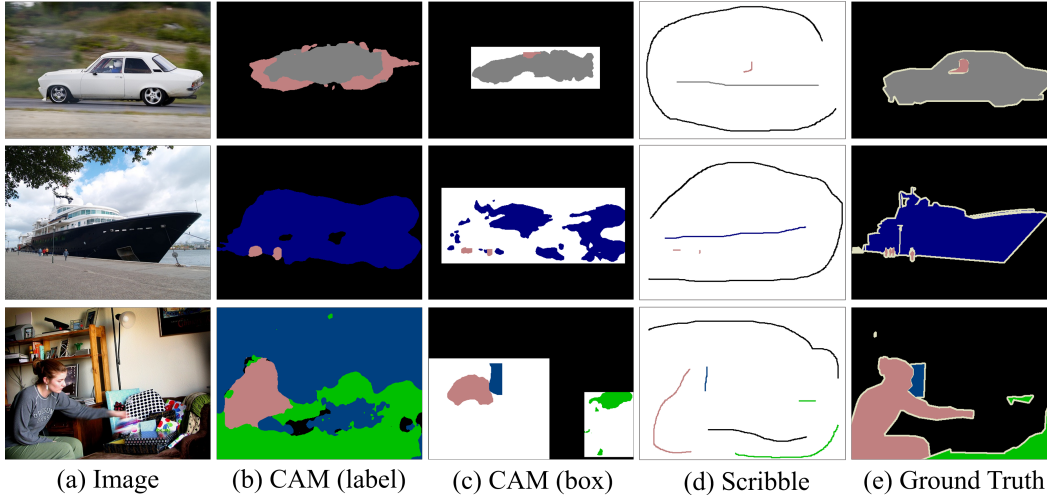 (a) Image
(b) CAM (label)
(c) CAM (box)
(d) Scribble
(e) Ground Truth